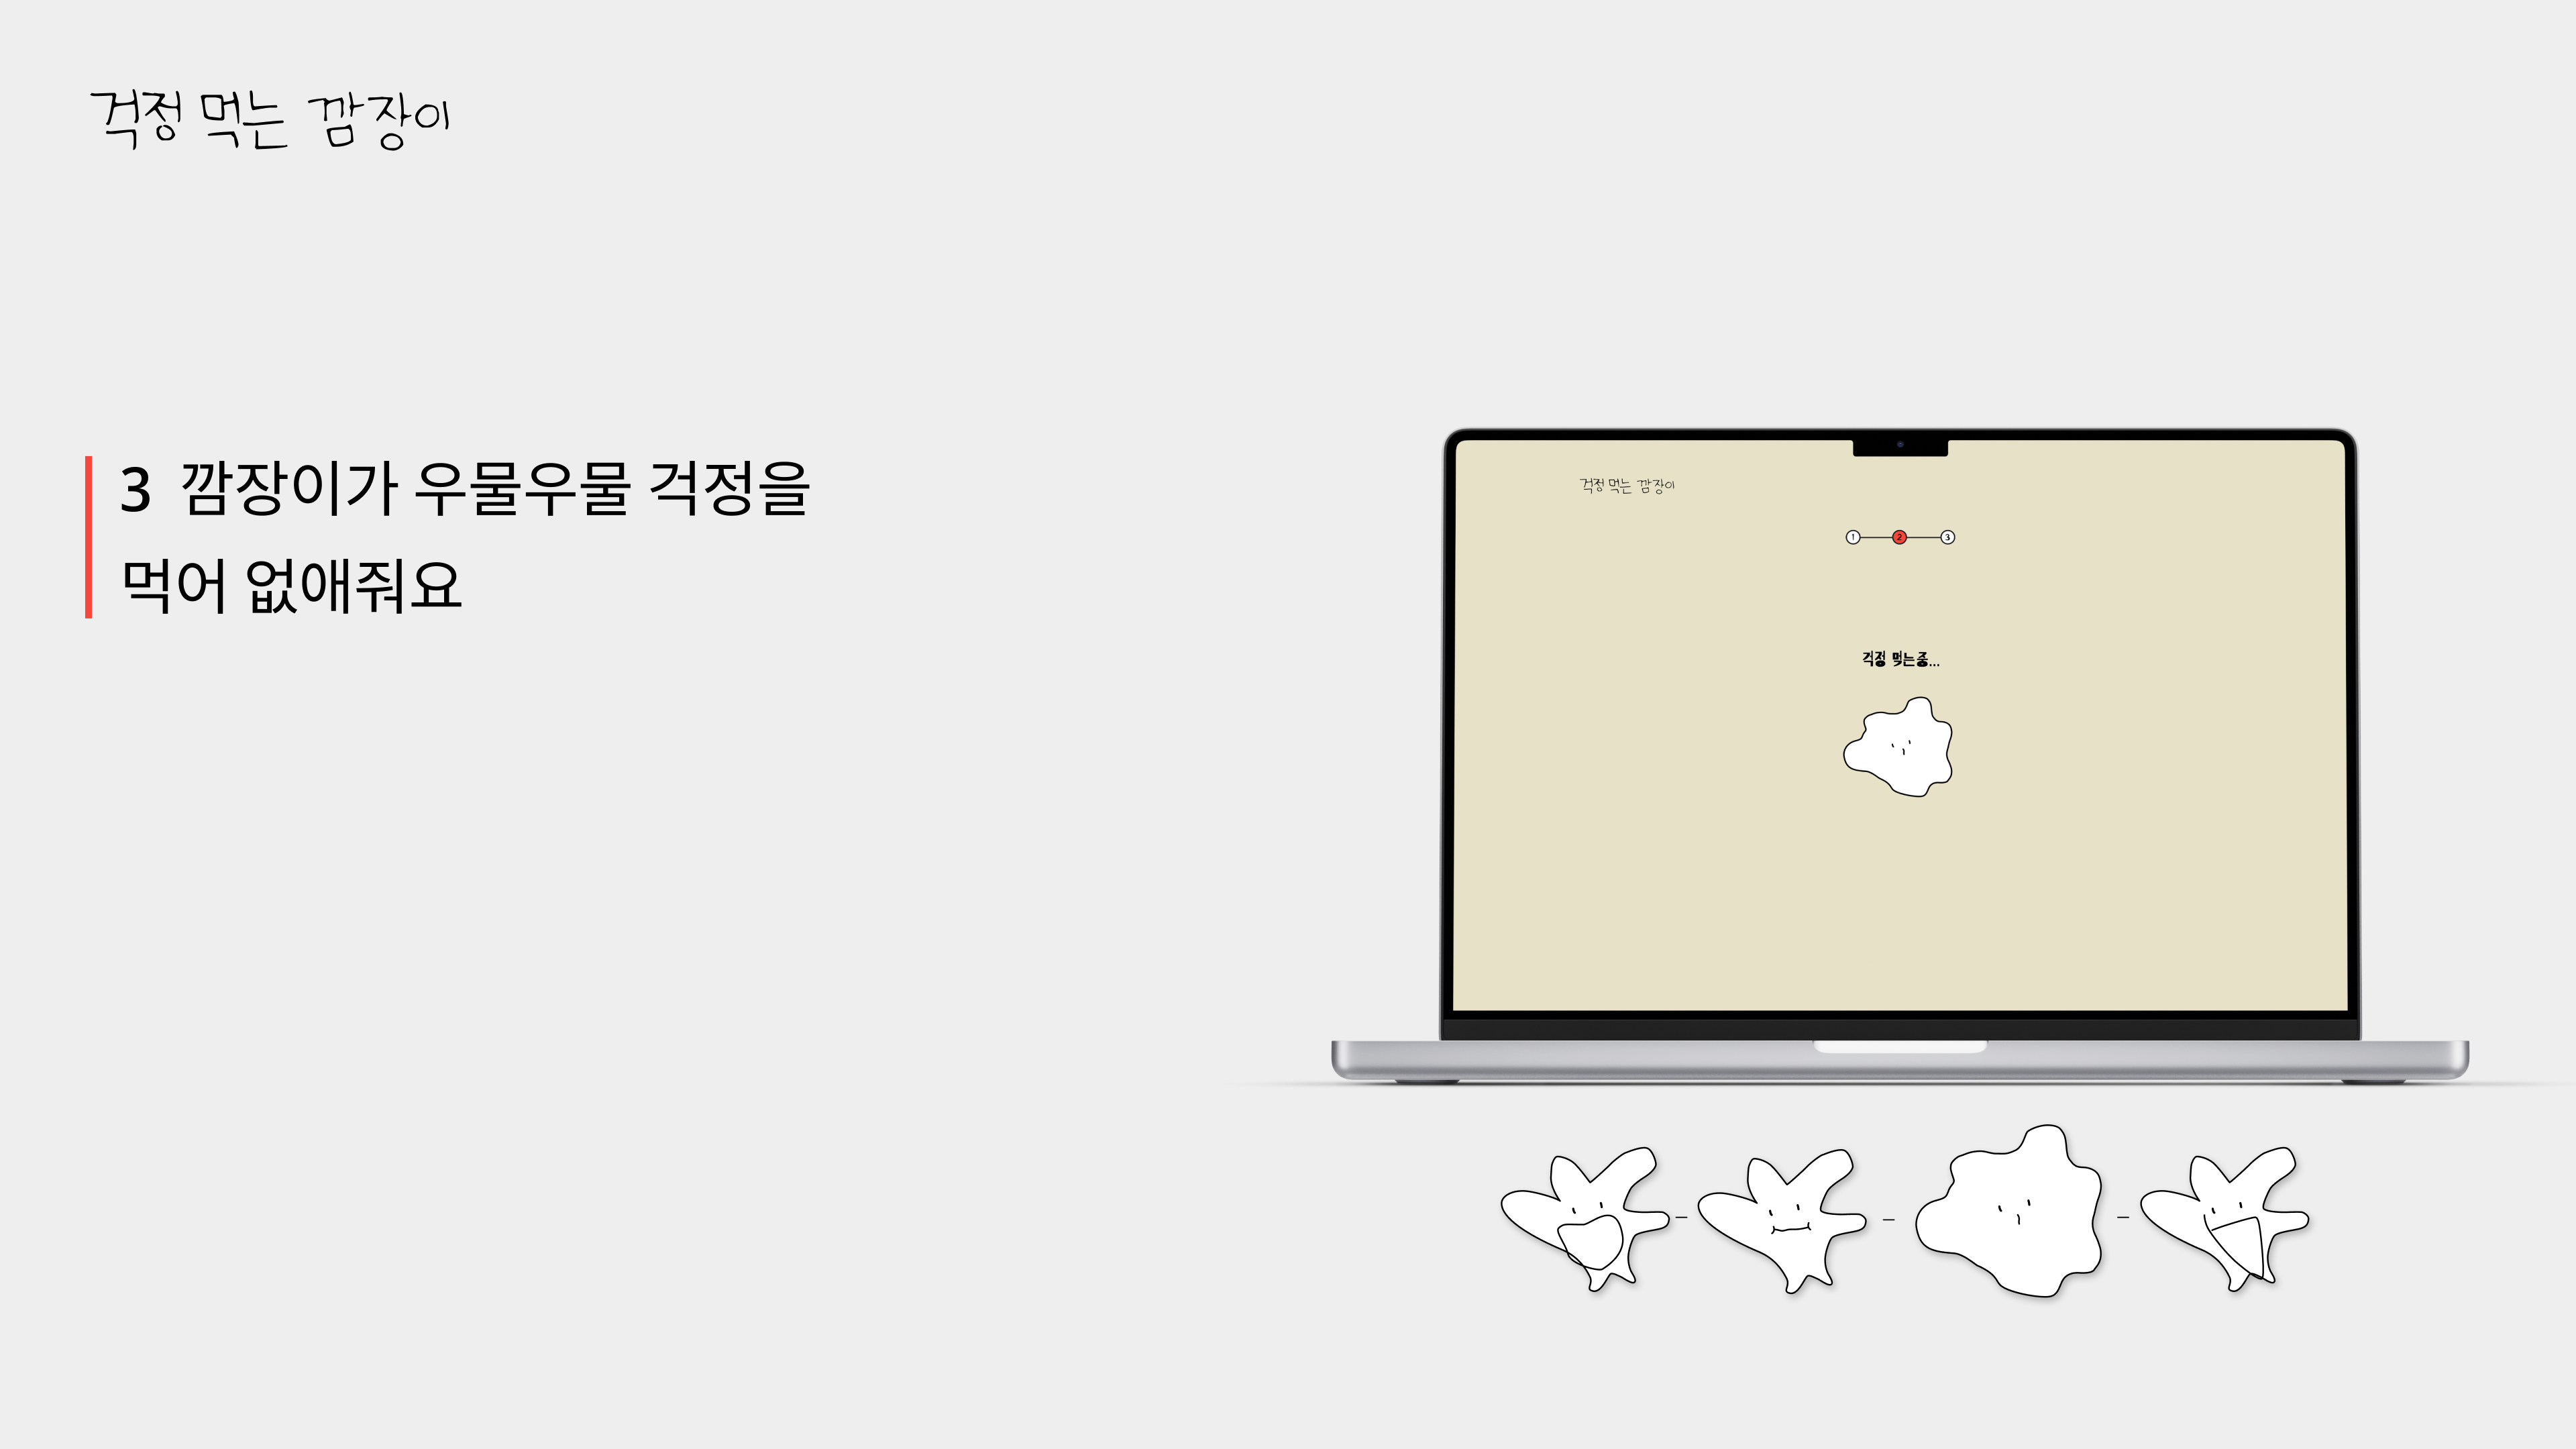 걱정 먹는 깜장이
3 깜장이가 우물우물 걱정을
먹어 없애줘요
걱정 먹는 깜장이
1 2 3
걱정 먹는중...